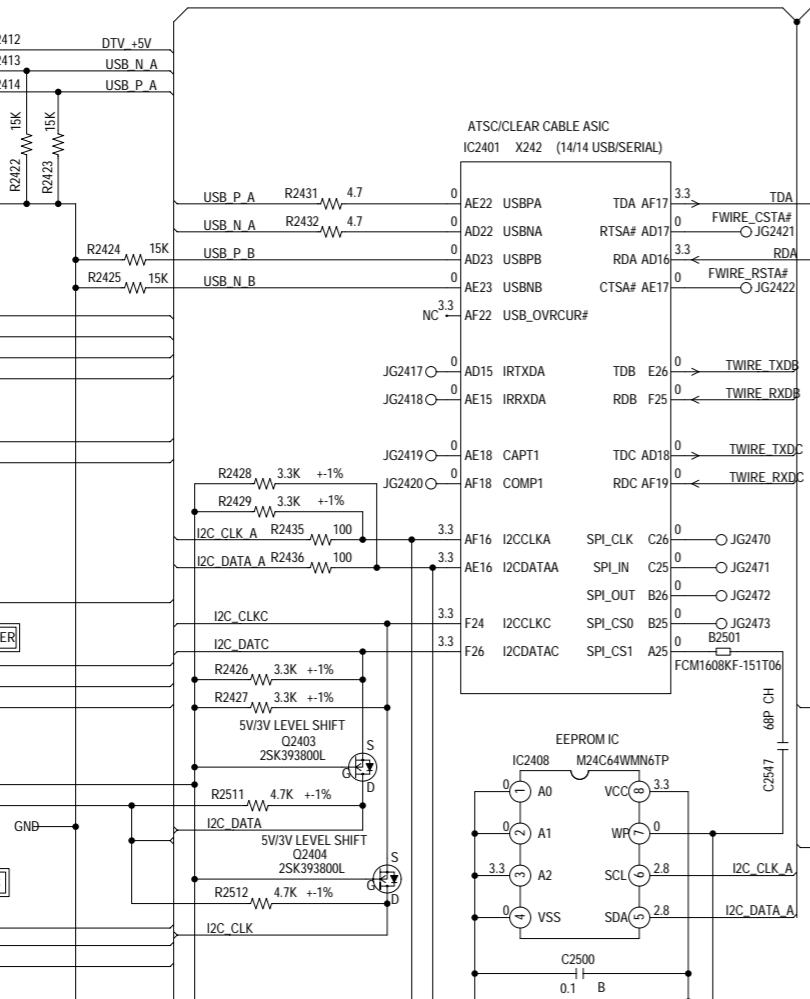 2412
DTV_+5V
2413
USB_N_A
2414
USB_P_A
15K
15K
R2422
R2423
ATSC/CLEAR CABLE ASIC
IC2401 X242 (14/14 USB/SERIAL)
USB_P_A R2431 4.7 0 AE22 USBPA TDA AF17 3.3 TDA
USB_N_A R2432 4.7 0 AD22 USBNA RTSA# AD17 0 FWIRE_CSTA# JG2421
R2424 15K USB_P_B 0 AD23 USBPB RDA AD16 3.3 RDA
R2425 15K USB_N_B 0 AE23 USBNB CTSA# AE17 0 FWIRE_RSTA# JG2422
NC 3.3 AF22 USB_OVRCUR#
JG2417 0 AD15 IRTXDA TDB E26 0 TWIRE_TXDB
JG2418 0 AE15 IRRXDA RDB F25 0 TWIRE_RXDB
JG2419 0 AE18 CAPT1 TDC AD18 0 TWIRE_TXDC
JG2420 0 AF18 COMP1 RDC AF19 0 TWIRE_RXDC
R2428 3.3K +-1%
R2429 3.3K +-1%
I2C_CLK_A R2435 100 3.3 AF16 I2CCLKA SPI_CLK C26 0 JG2470
I2C_DATA_A R2436 100 3.3 AE16 I2CDATAA SPI_IN C25 0 JG2471
SPI_OUT B26 0 JG2472
I2C_CLKC 3.3 F24 I2CCLKC SPI_CS0 B25 0 JG2473
I2C_DATC 3.3 F26 I2CDATAC SPI_CS1 A25 0 B2501
FCM1608KF-151T06
ER
R2426 3.3K +-1%
R2427 3.3K +-1%
68P CH
C2547
5V/3V LEVEL SHIFT
Q2403
2SK393800L
S
G
D
R2511 4.7K +-1%
GND
I2C_DATA
5V/3V LEVEL SHIFT
Q2404
2SK393800L
S
G
D
R2512 4.7K +-1%
I2C_CLK
EEPROM IC
IC2408 M24C64WMN6TP
0 1 A0 VCC 8 3.3
0 2 A1 WP 7 0
3.3 3 A2 SCL 6 2.8 I2C_CLK_A
0 4 VSS SDA 5 2.8 I2C_DATA_A
C2500
0.1 B